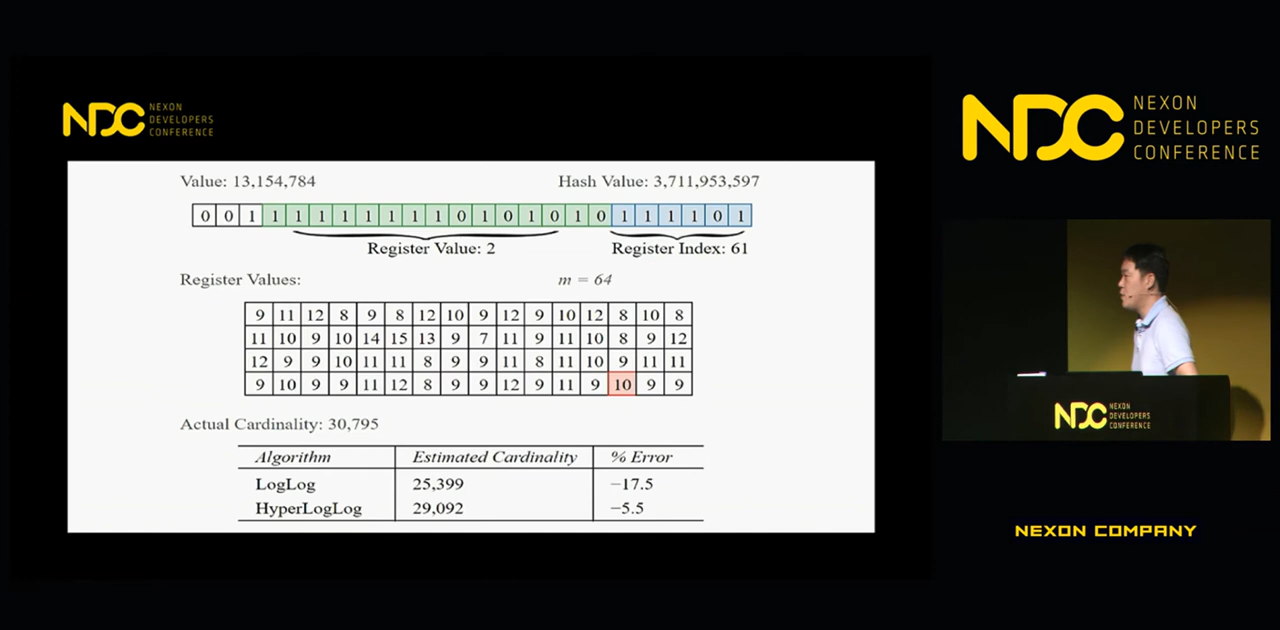 NDC NEXON
DEVELOPERS
CONFERENCE
NDC NEXON
DEVELOPERS
CONFERENCE
Value: 13,154,784 Hash Value: 3,711,953,597
0 0 1 1 1 1 1 1 1 1 1 0 1 0 1 0 1 0 1 1 1 1 0 1
Register Value: 2 Register Index: 61
Register Values: m = 64
9 11 12 8 9 8 12 10 9 12 9 10 12 8 10 8
11 10 9 10 14 15 13 9 7 11 9 11 10 8 9 12
12 9 9 10 11 11 8 9 9 11 8 11 10 9 11 11
9 10 9 9 11 12 8 9 9 12 9 11 9 10 9 9
Actual Cardinality: 30,795
Algorithm Estimated Cardinality % Error
LogLog 25,399 −17.5
HyperLogLog 29,092 −5.5
NDC NEXON
DEVELOPERS
CONFERENCE
NEXON COMPANY